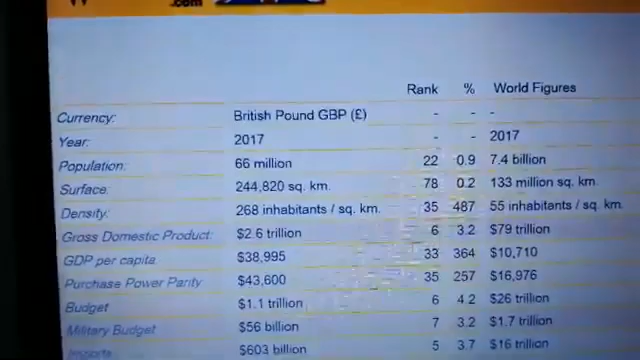 .com
Rank % World Figures
Currency: British Pound GBP (£) - - -
Year: 2017 - - 2017
Population: 66 million 22 0.9 7.4 billion
Surface: 244,820 sq. km. 78 0.2 133 million sq. km.
Density: 268 inhabitants / sq. km. 35 487 55 inhabitants / sq. km.
Gross Domestic Product: $2.6 trillion 6 3.2 $79 trillion
GDP per capita $38,995 33 364 $10,710
Purchase Power Parity $43,600 35 257 $16,976
Budget $1.1 trillion 6 4.2 $26 trillion
Military Budget $56 billion 7 3.2 $1.7 trillion
Imports $603 billion 5 3.7 $16 trillion